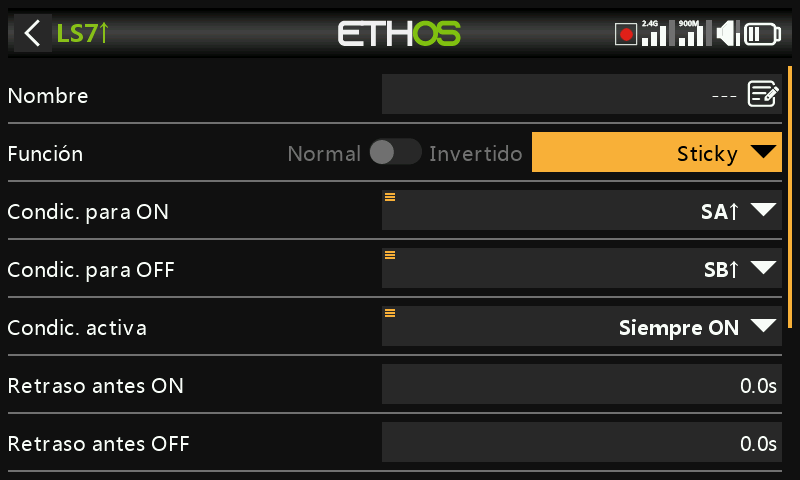 LS7↑ ETHOS 2.4G 900M
Nombre ---
Función Normal Invertido Sticky
Condic. para ON SA↑
Condic. para OFF SB↑
Condic. activa Siempre ON
Retraso antes ON 0.0s
Retraso antes OFF 0.0s